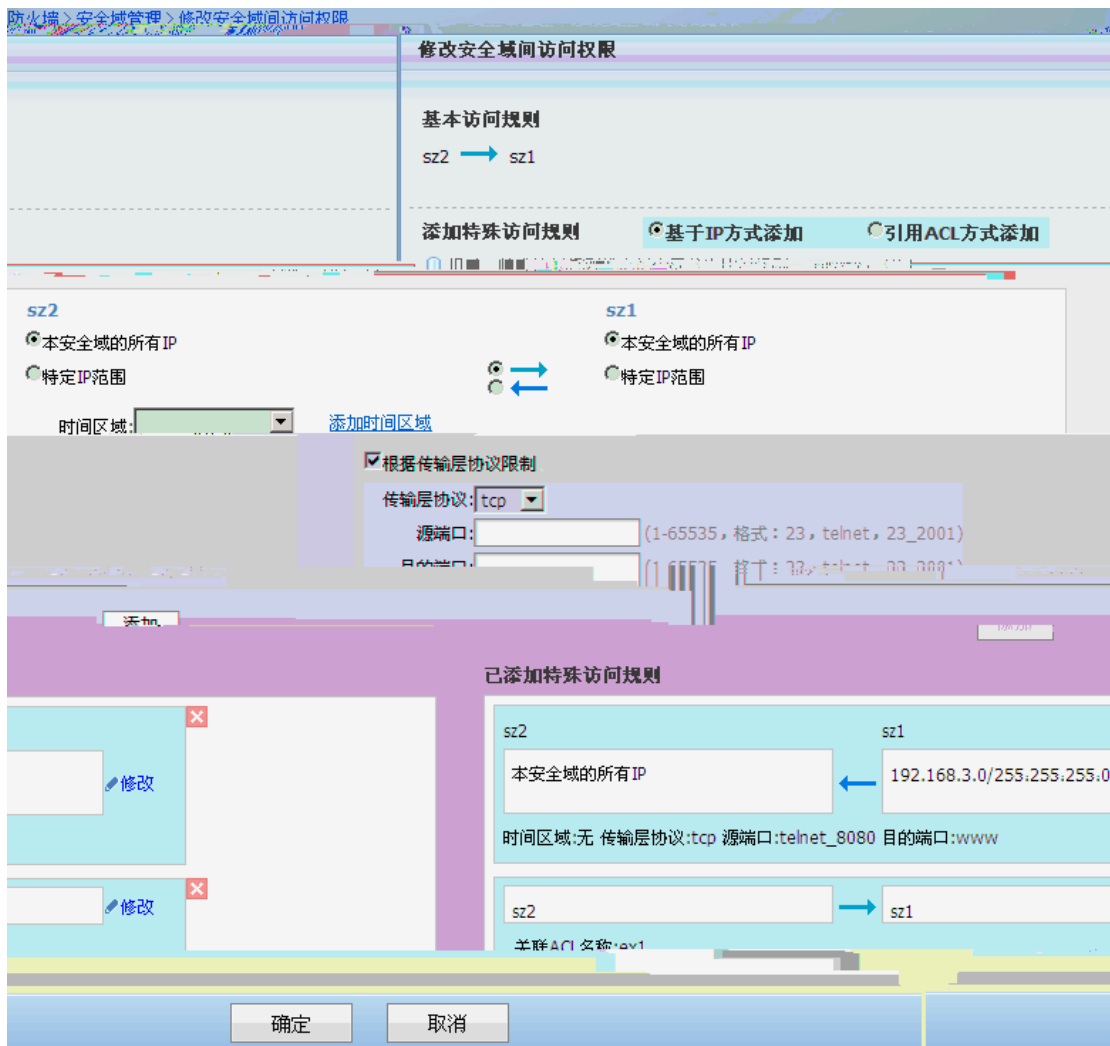 防火墙 > 安全域管理 > 修改安全域间访问权限
修改安全域间访问权限
基本访问规则
sz2 sz1
添加特殊访问规则 基于IP方式添加 引用ACL方式添加
sz2 sz1
本安全域的所有IP 本安全域的所有IP
特定IP范围 特定IP范围
时间区域: 添加时间区域
根据传输层协议限制
传输层协议: tcp
源端口: (1-65535，格式：23，telnet，23_2001)
目的端口:
添加
已添加特殊访问规则
sz2 sz1
修改 本安全域的所有IP 192.168.3.0/255.255.255.0
时间区域:无 传输层协议:tcp 源端口:telnet_8080 目的端口:www
修改 sz2 sz1
关联ACL名称:ex1
确定 取消